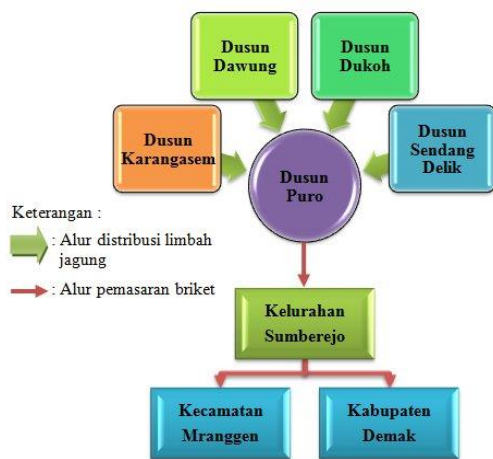 Dusun
Dawung
Dusun
Dukoh
Dusun
Karangasem
Dusun
Sendang
Delik
Dusun
Puro
Keterangan :
: Alur distribusi limbah
jagung
: Alur pemasaran briket
Kelurahan
Sumberejo
Kecamatan
Mranggen
Kabupaten
Demak